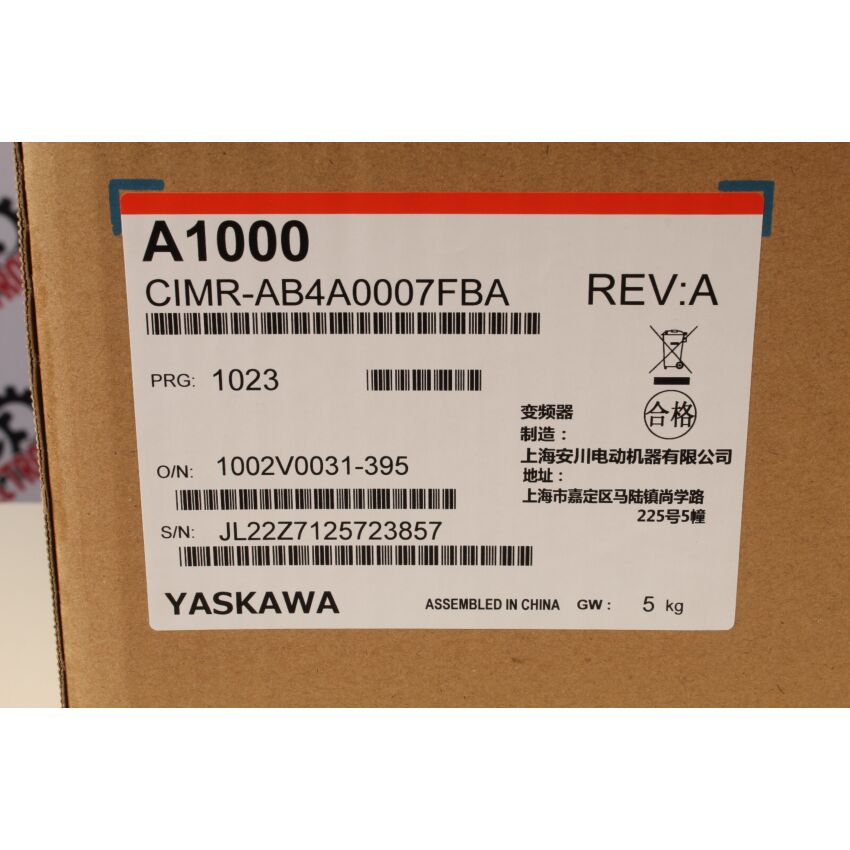 A1000
CIMR-AB4A0007FBA
REV:A
PRG: 1023
合格
变频器
制造：
上海安川电动机器有限公司
地址：
上海市嘉定区马陆镇尚学路
225号5幢
O/N: 1002V0031-395
S/N: JL22Z7125723857
YASKAWA
ASSEMBLED IN CHINA GW : 5 kg